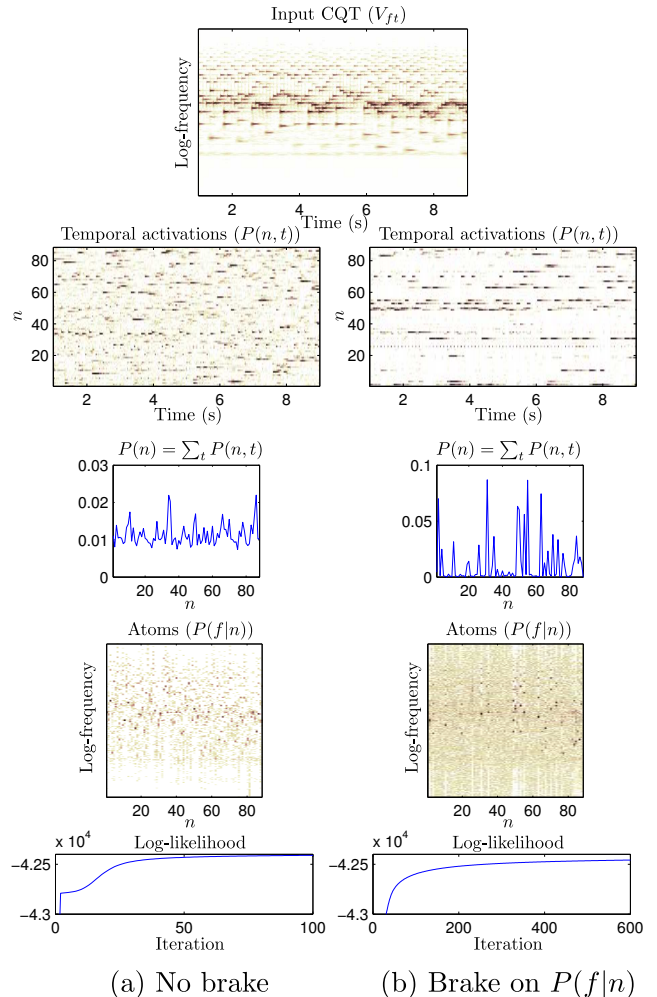 Input CQT (V_ft)
Log-frequency
2 4 6 8
Time (s)
Temporal activations (P(n, t))
Temporal activations (P(n, t))
n
80
60
40
20
80
60
40
20
2 4 6 8
2 4 6 8
Time (s)
Time (s)
P(n) = ∑_t P(n, t)
P(n) = ∑_t P(n, t)
0.03
0.02
0.01
0
0.1
0.05
0
20 40 60 80
20 40 60 80
n
n
Atoms (P(f|n))
Atoms (P(f|n))
Log-frequency
Log-frequency
20 40 60 80
20 40 60 80
n
n
x 10^4
Log-likelihood
x 10^4
Log-likelihood
−4.25
−4.3
−4.25
−4.3
0 50 100
0 200 400 600
Iteration
Iteration
(a) No brake
(b) Brake on P(f|n)